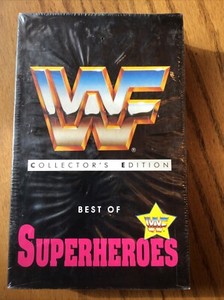 WWF
COLLECTOR'S EDITION
BEST OF
WWF
SUPERHEROES